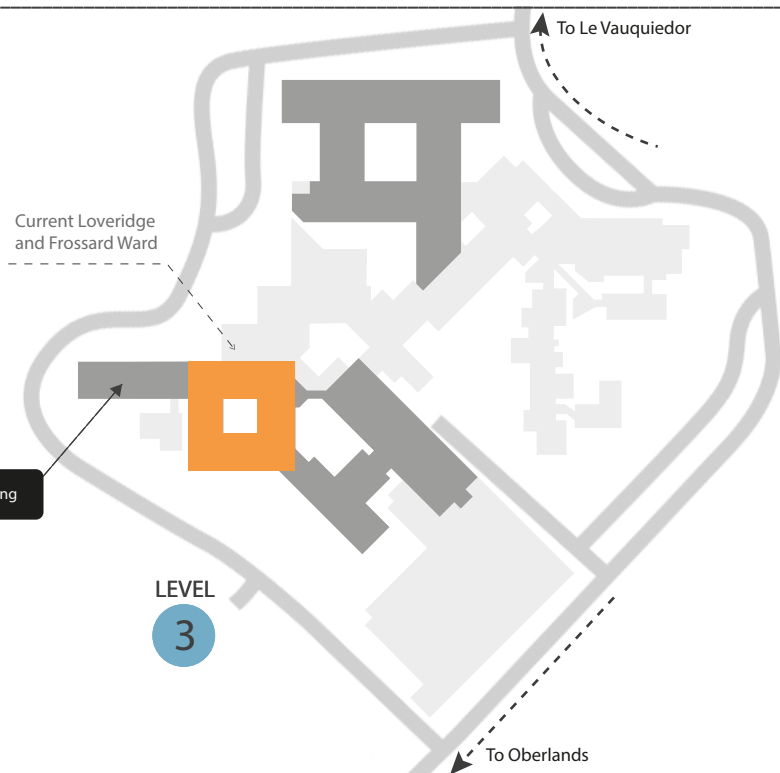 To Le Vauquiedor
Current Loveridge
and Frossard Ward
LEVEL
3
To Oberlands